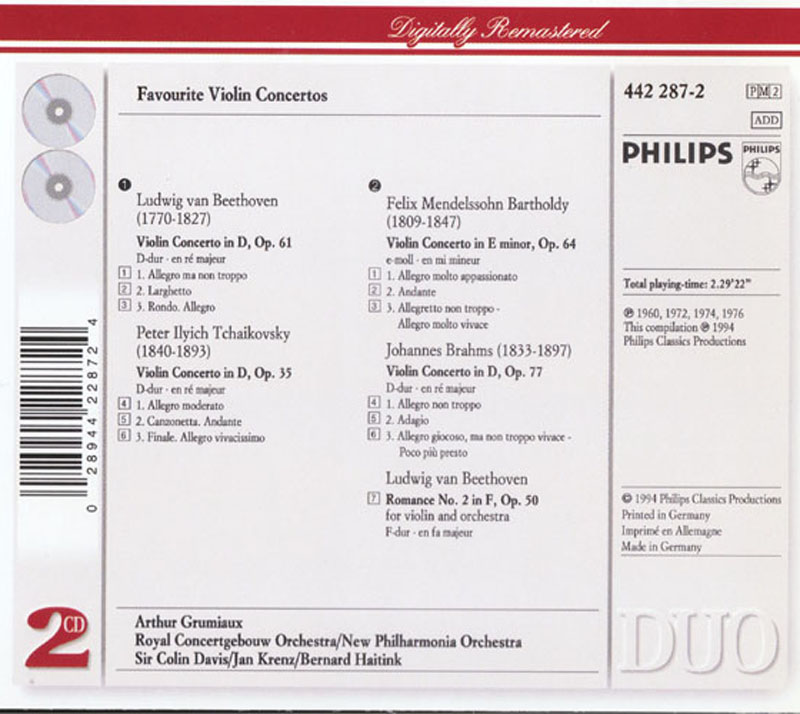 Digitally Remastered
Favourite Violin Concertos
1
Ludwig van Beethoven
(1770-1827)
Violin Concerto in D, Op. 61
D-dur · en ré majeur
1 1. Allegro ma non troppo
2 2. Larghetto
3 3. Rondo. Allegro
Peter Ilyich Tchaikovsky
(1840-1893)
Violin Concerto in D, Op. 35
D-dur · en ré majeur
4 1. Allegro moderato
5 2. Canzonetta. Andante
6 3. Finale. Allegro vivacissimo
2
Felix Mendelssohn Bartholdy
(1809-1847)
Violin Concerto in E minor, Op. 64
e-moll · en mi mineur
1 1. Allegro molto appassionato
2 2. Andante
3 3. Allegretto non troppo -
Allegro molto vivace
Johannes Brahms (1833-1897)
Violin Concerto in D, Op. 77
D-dur · en ré majeur
4 1. Allegro non troppo
5 2. Adagio
6 3. Allegro giocoso, ma non troppo vivace -
Poco più presto
Ludwig van Beethoven
7 Romance No. 2 in F, Op. 50
for violin and orchestra
F-dur · en fa majeur
Arthur Grumiaux
Royal Concertgebouw Orchestra/New Philharmonia Orchestra
Sir Colin Davis/Jan Krenz/Bernard Haitink
442 287-2
PM2
ADD
PHILIPS
PHILIPS
Total playing-time: 2.29'22"
℗ 1960, 1972, 1974, 1976
This compilation ℗ 1994
Philips Classics Productions
© 1994 Philips Classics Productions
Printed in Germany
Imprimé en Allemagne
Made in Germany
DUO
0 28944 22872 4
2 CD